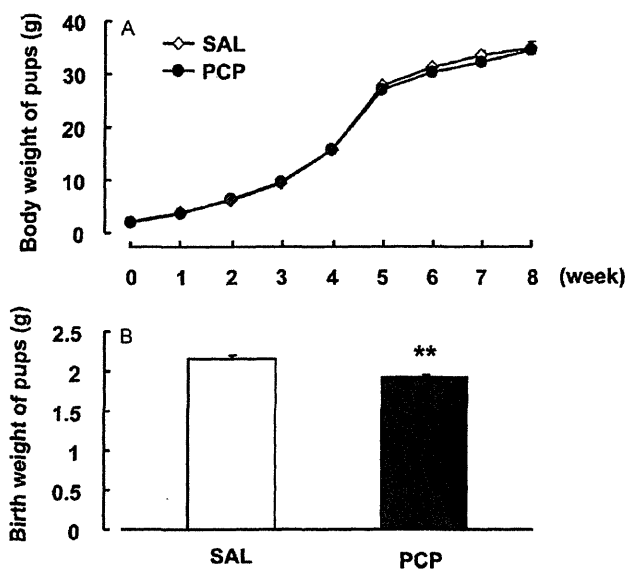 A
SAL
PCP
Body weight of pups (g)
40
30
20
10
0
0 1 2 3 4 5 6 7 8 (week)
B
Birth weight of pups (g)
2.5
2
1.5
1
0.5
0
**
SAL PCP